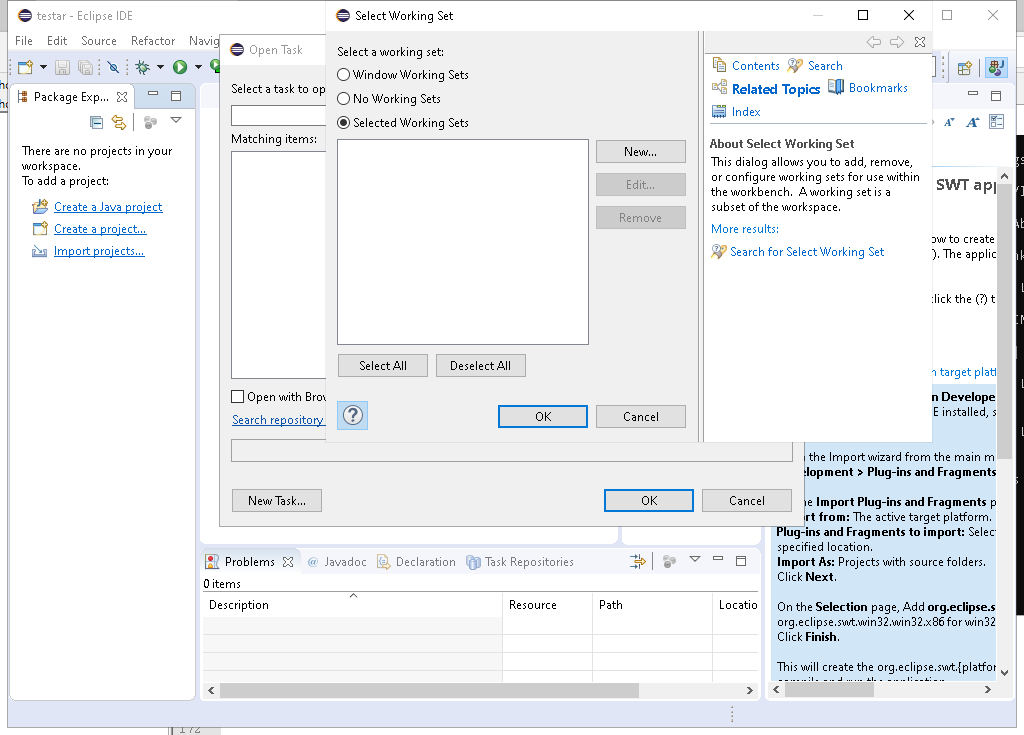 testar - Eclipse IDE
Select Working Set
File Edit Source Refactor Navig
Open Task
Select a working set:
Window Working Sets
No Working Sets
Selected Working Sets
New...
Edit...
Remove
Select All
Deselect All
OK
Cancel
Contents
Search
Related Topics
Bookmarks
Index
About Select Working Set
This dialog allows you to add, remove,
or configure working sets for use within
the workbench. A working set is a
subset of the workspace.
More results:
Search for Select Working Set
Package Exp...
There are no projects in your
workspace.
To add a project:
Create a Java project
Create a project...
Import projects...
Select a task to op
Matching items:
Open with Brow
Search repository
New Task...
OK
Cancel
SWT app
ow to create
). The applic
lick the (?) t
n target platf
n Develope
E installed, s
the Import wizard from the main m
elopment > Plug-ins and Fragments
e Import Plug-ins and Fragments p
rt from: The active target platform.
Plug-ins and Fragments to import: Selec
specified location.
Import As: Projects with source folders.
Click Next.
On the Selection page, Add org.eclipse.s
org.eclipse.swt.win32.win32.x86 for win32
Click Finish.
This will create the org.eclipse.swt.{platfor
compile and run the application.
Problems
@ Javadoc
Declaration
Task Repositories
0 items
Description Resource Path Locatio
172